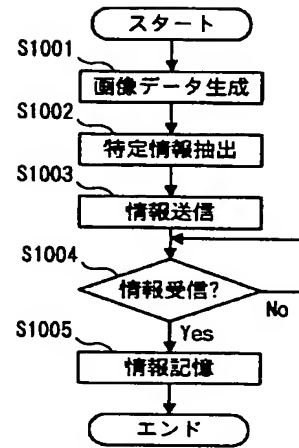 スタート
S1001
画像データ生成
S1002
特定情報抽出
S1003
情報送信
S1004
情報受信?
No
Yes
S1005
情報記憶
エンド